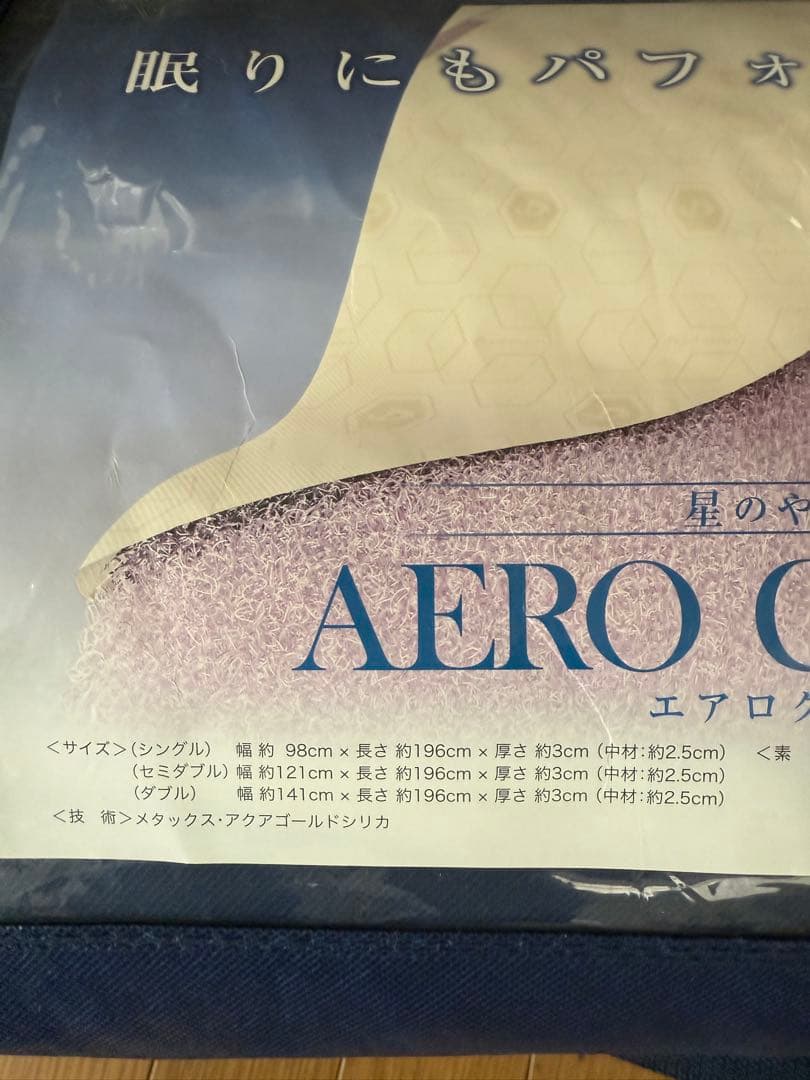 眠りにもパフォ
星のや
AERO
エアロク
＜サイズ＞（シングル） 幅 約 98cm × 長さ 約196cm × 厚さ 約3cm（中材：約2.5cm） ＜素
（セミダブル）幅 約121cm × 長さ 約196cm × 厚さ 約3cm（中材：約2.5cm）
（ダブル） 幅 約141cm × 長さ 約196cm × 厚さ 約3cm（中材：約2.5cm）
＜技 術＞メタックス・アクアゴールドシリカ